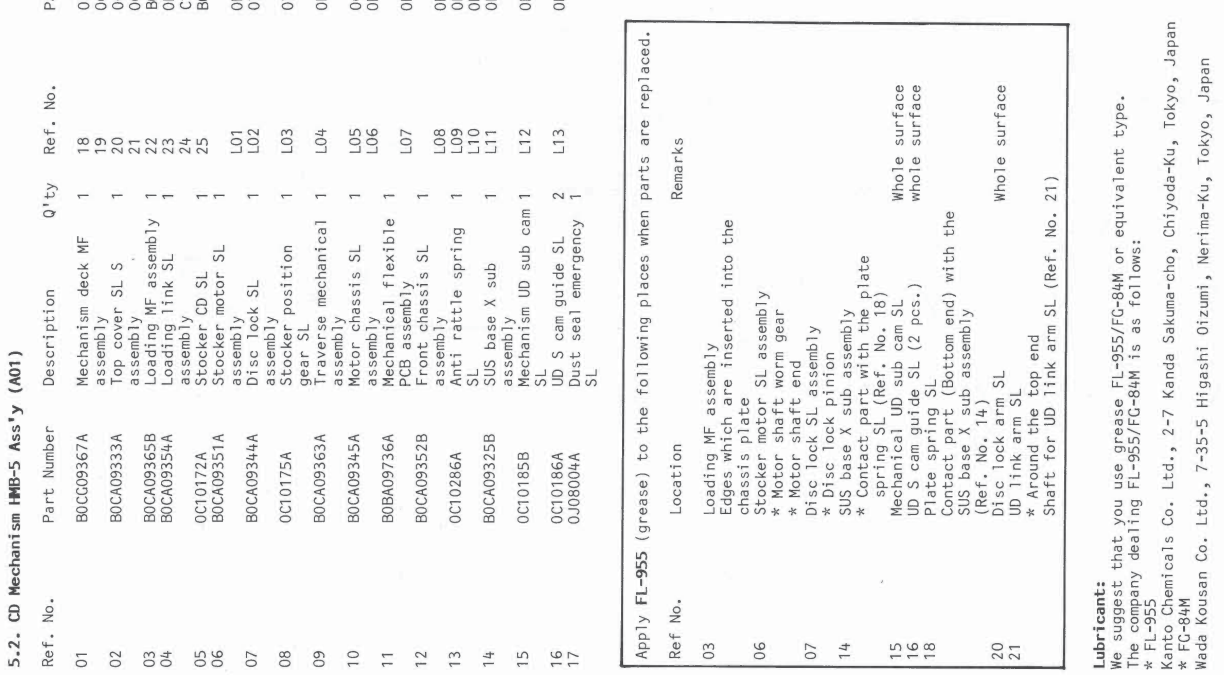 5.2. CD Mechanism HMB-5 Ass'y (A01)
Ref. No. Part Number Description Q'ty Ref. No.
01 B0CG09367A Mechanism deck MF 1 18
assembly 19
02 B0CA09333A Top cover SL S 1 20
assembly 21
03 B0CA09365B Loading MF assembly 1 22
04 B0CA09354A Loading link SL 1 23
assembly 24
05 0C10172A Stocker CD SL 1 25
06 B0CA09351A Stocker motor SL 1
assembly L01
07 B0CA09344A Disc lock SL 1 L02
assembly
08 0C10175A Stocker position 1 L03
gear SL
09 B0CA09363A Traverse mechanical 1 L04
assembly
10 B0CA09345A Motor chassis SL 1 L05
assembly L06
11 B0BA09736A Mechanical flexible 1
PCB assembly L07
12 B0CA09352B Front chassis SL 1
assembly L08
13 0C10286A Anti rattle spring 1 L09
SL L10
14 B0CA09325B SUS base X sub 1 L11
assembly
15 0C10185B Mechanism UD sub cam 1 L12
SL
16 0C10186A UD S cam guide SL 2 L13
17 0J08004A Dust seal emergency 1
SL
Apply FL-955 (grease) to the following places when parts are replaced.
Ref No. Location Remarks
03 Loading MF assembly
Edges which are inserted into the
chassis plate
06 Stocker motor SL assembly
* Motor shaft worm gear
* Motor shaft end
07 Disc lock SL assembly
* Disc lock pinion
14 SUS base X sub assembly
* Contact part with the plate
spring SL (Ref. No. 18)
15 Mechanical UD sub cam SL Whole surface
16 UD S cam guide SL (2 pcs.) whole surface
18 Plate spring SL
Contact part (Bottom end) with the
SUS base X sub assembly
(Ref. No. 14)
20 Disc lock arm SL Whole surface
21 UD link arm SL
* Around the top end
Shaft for UD link arm SL (Ref. No. 21)
Lubricant:
We suggest that you use grease FL-955/FG-84M or equivalent type.
The company dealing FL-955/FG-84M is as follows:
* FL-955
Kanto Chemicals Co. Ltd., 2-7 Kanda Sakuma-cho, Chiyoda-Ku, Tokyo, Japan
* FG-84M
Wada Kousan Co. Ltd., 7-35-5 Higashi Oizumi, Nerima-Ku, Tokyo, Japan